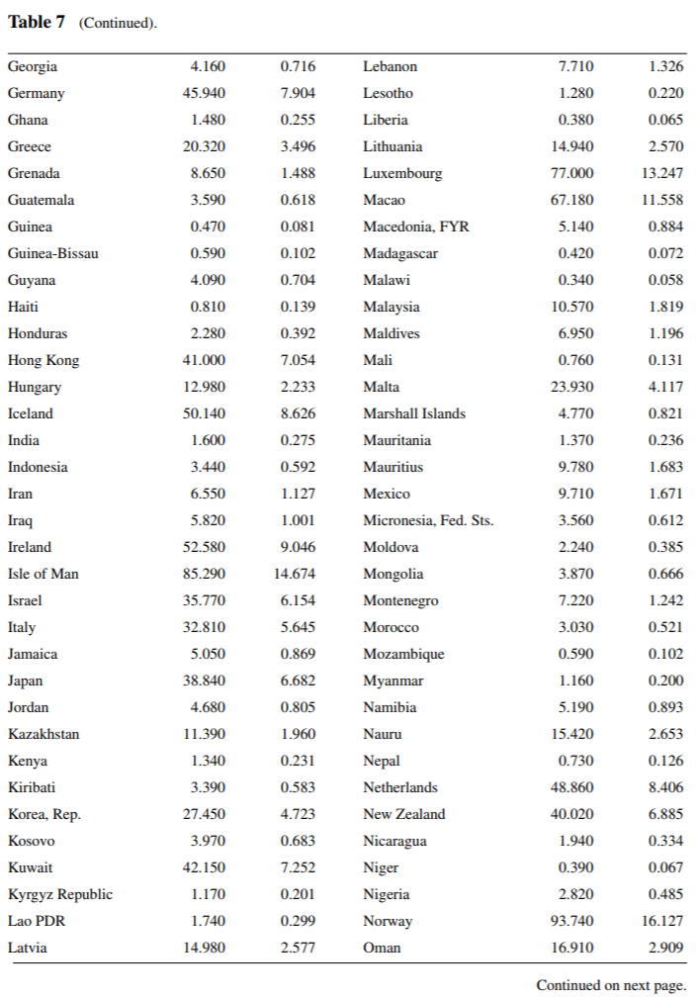 Table 7 (Continued).
Georgia 4.160 0.716 Lebanon 7.710 1.326
Germany 45.940 7.904 Lesotho 1.280 0.220
Ghana 1.480 0.255 Liberia 0.380 0.065
Greece 20.320 3.496 Lithuania 14.940 2.570
Grenada 8.650 1.488 Luxembourg 77.000 13.247
Guatemala 3.590 0.618 Macao 67.180 11.558
Guinea 0.470 0.081 Macedonia, FYR 5.140 0.884
Guinea-Bissau 0.590 0.102 Madagascar 0.420 0.072
Guyana 4.090 0.704 Malawi 0.340 0.058
Haiti 0.810 0.139 Malaysia 10.570 1.819
Honduras 2.280 0.392 Maldives 6.950 1.196
Hong Kong 41.000 7.054 Mali 0.760 0.131
Hungary 12.980 2.233 Malta 23.930 4.117
Iceland 50.140 8.626 Marshall Islands 4.770 0.821
India 1.600 0.275 Mauritania 1.370 0.236
Indonesia 3.440 0.592 Mauritius 9.780 1.683
Iran 6.550 1.127 Mexico 9.710 1.671
Iraq 5.820 1.001 Micronesia, Fed. Sts. 3.560 0.612
Ireland 52.580 9.046 Moldova 2.240 0.385
Isle of Man 85.290 14.674 Mongolia 3.870 0.666
Israel 35.770 6.154 Montenegro 7.220 1.242
Italy 32.810 5.645 Morocco 3.030 0.521
Jamaica 5.050 0.869 Mozambique 0.590 0.102
Japan 38.840 6.682 Myanmar 1.160 0.200
Jordan 4.680 0.805 Namibia 5.190 0.893
Kazakhstan 11.390 1.960 Nauru 15.420 2.653
Kenya 1.340 0.231 Nepal 0.730 0.126
Kiribati 3.390 0.583 Netherlands 48.860 8.406
Korea, Rep. 27.450 4.723 New Zealand 40.020 6.885
Kosovo 3.970 0.683 Nicaragua 1.940 0.334
Kuwait 42.150 7.252 Niger 0.390 0.067
Kyrgyz Republic 1.170 0.201 Nigeria 2.820 0.485
Lao PDR 1.740 0.299 Norway 93.740 16.127
Latvia 14.980 2.577 Oman 16.910 2.909
Continued on next page.